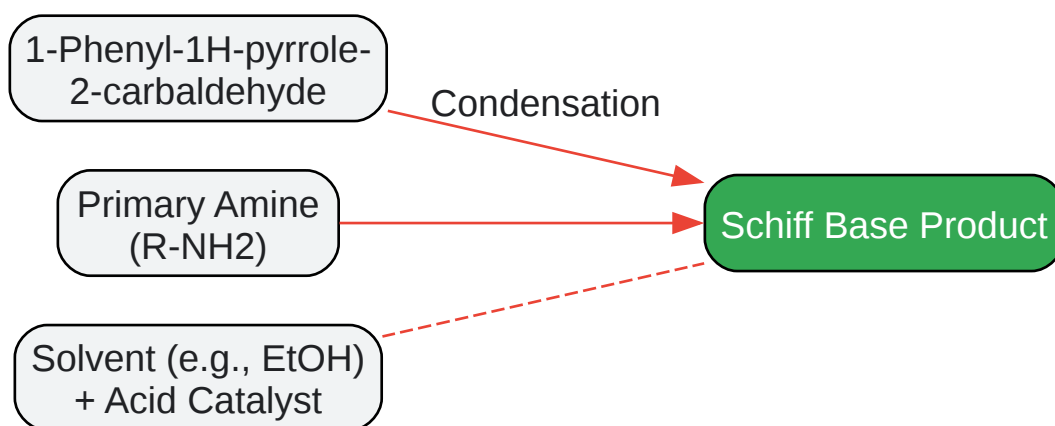 1-Phenyl-1H-pyrrole-
2-carbaldehyde
Condensation
Primary Amine
(R-NH2)
Schiff Base Product
Solvent (e.g., EtOH)
+ Acid Catalyst